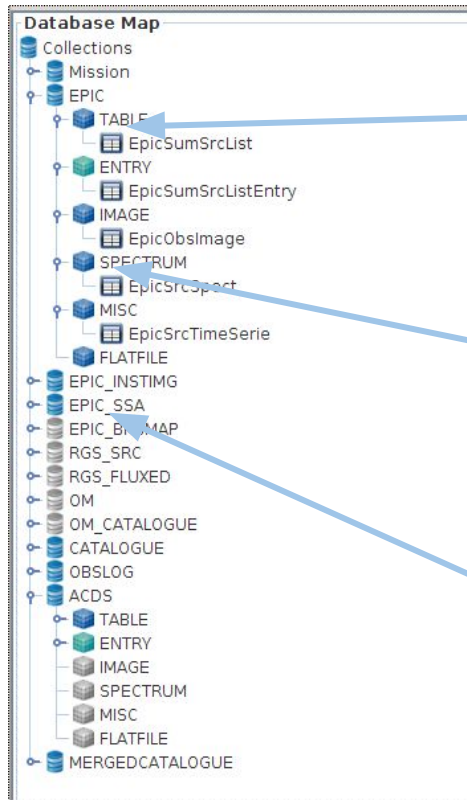 Database Map
Collections
Mission
EPIC
TABLE
EpicSumSrcList
ENTRY
EpicSumSrcListEntry
IMAGE
EpicObsImage
SPECTRUM
EpicSrcSpect
MISC
EpicSrcTimeSerie
FLATFILE
EPIC_INSTIMG
EPIC_SSA
RGS_SRC
RGS_FLUXED
OM
OM_CATALOGUE
CATALOGUE
OBSLOG
ACDS
TABLE
ENTRY
IMAGE
SPECTRUM
MISC
FLATFILE
MERGEDCATALOGUE